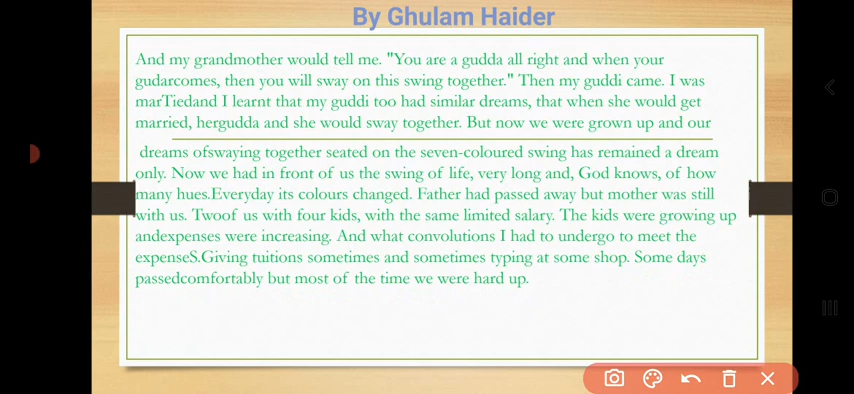 By Ghulam Haider
And my grandmother would tell me. "You are a gudda all right and when your
gudarcomes, then you will sway on this swing together." Then my guddi came. I was
marTiedand I learnt that my guddi too had similar dreams, that when she would get
married, hergudda and she would sway together. But now we were grown up and our
dreams ofswaying together seated on the seven-coloured swing has remained a dream
only. Now we had in front of us the swing of life, very long and, God knows, of how
many hues.Everyday its colours changed. Father had passed away but mother was still
with us. Twoof us with four kids, with the same limited salary. The kids were growing up
andexpenses were increasing. And what convolutions I had to undergo to meet the
expenseS.Giving tuitions sometimes and sometimes typing at some shop. Some days
passedcomfortably but most of the time we were hard up.